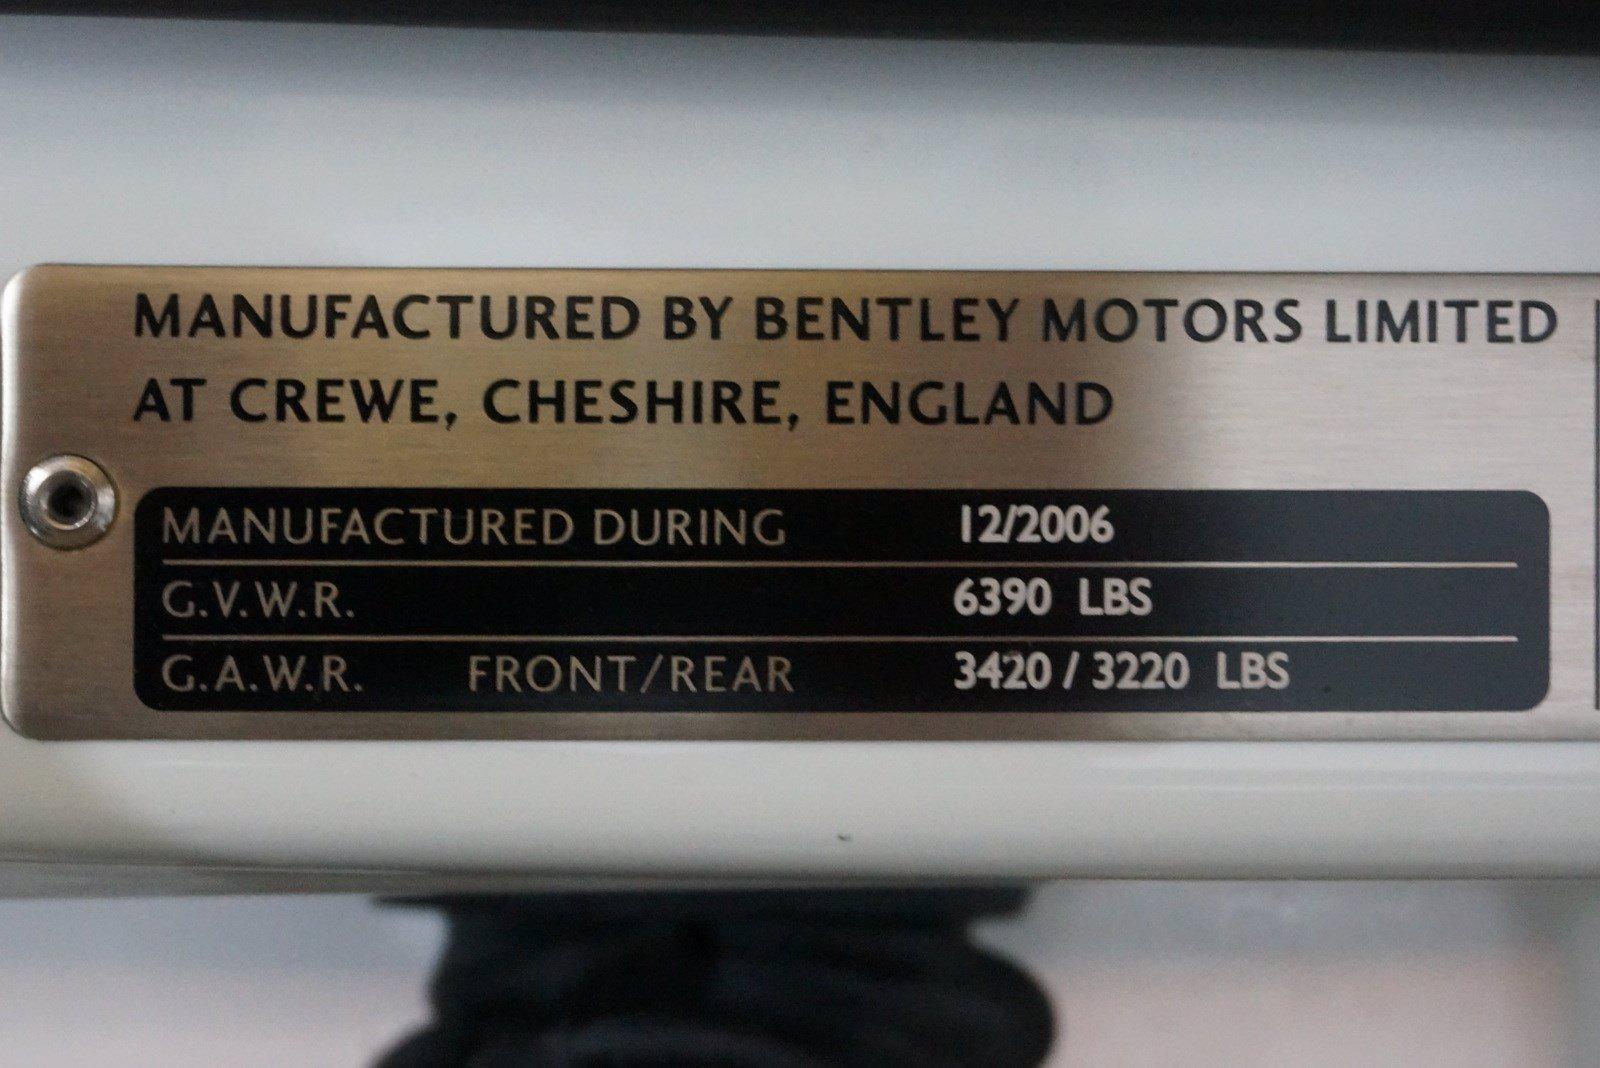 MANUFACTURED BY BENTLEY MOTORS LIMITED
AT CREWE, CHESHIRE, ENGLAND
MANUFACTURED DURING 12/2006
G.V.W.R. 6390 LBS
G.A.W.R. FRONT/REAR 3420 / 3220 LBS